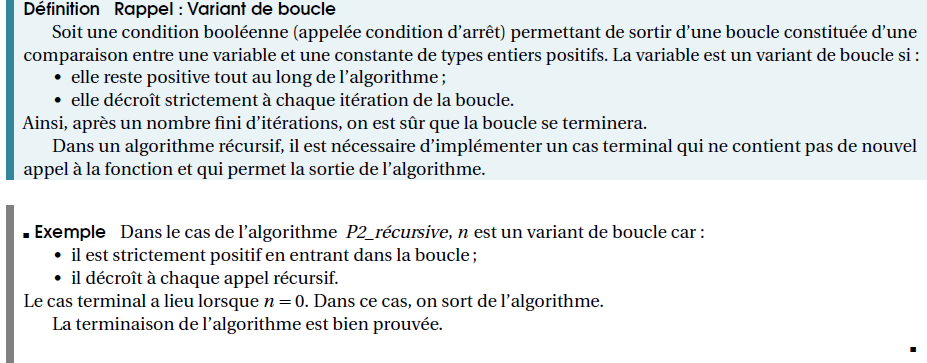 Définition Rappel : Variant de boucle
Soit une condition booléenne (appelée condition d'arrêt) permettant de sortir d'une boucle constituée d'une
comparaison entre une variable et une constante de types entiers positifs. La variable est un variant de boucle si :
• elle reste positive tout au long de l'algorithme ;
• elle décroît strictement à chaque itération de la boucle.
Ainsi, après un nombre fini d'itérations, on est sûr que la boucle se terminera.
Dans un algorithme récursif, il est nécessaire d'implémenter un cas terminal qui ne contient pas de nouvel
appel à la fonction et qui permet la sortie de l'algorithme.
▪ Exemple Dans le cas de l'algorithme P2_récursive, n est un variant de boucle car :
• il est strictement positif en entrant dans la boucle ;
• il décroît à chaque appel récursif.
Le cas terminal a lieu lorsque n = 0. Dans ce cas, on sort de l'algorithme.
La terminaison de l'algorithme est bien prouvée.
▪